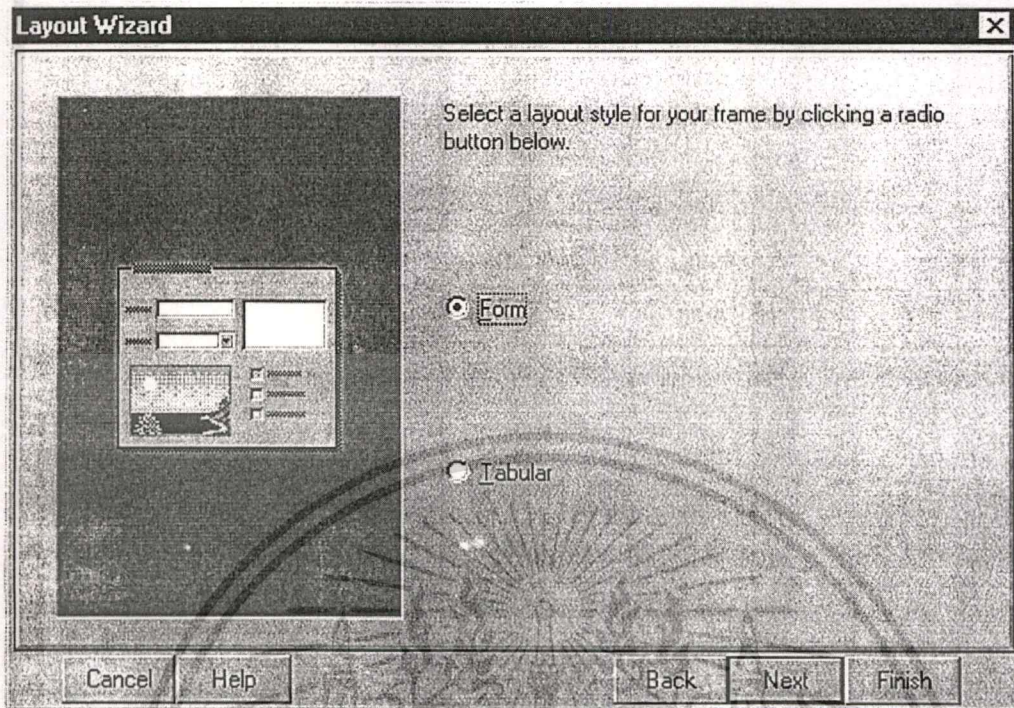 Layout Wizard
Select a layout style for your frame by clicking a radio
button below.
Form
Tabular
Cancel Help Back Next Finish